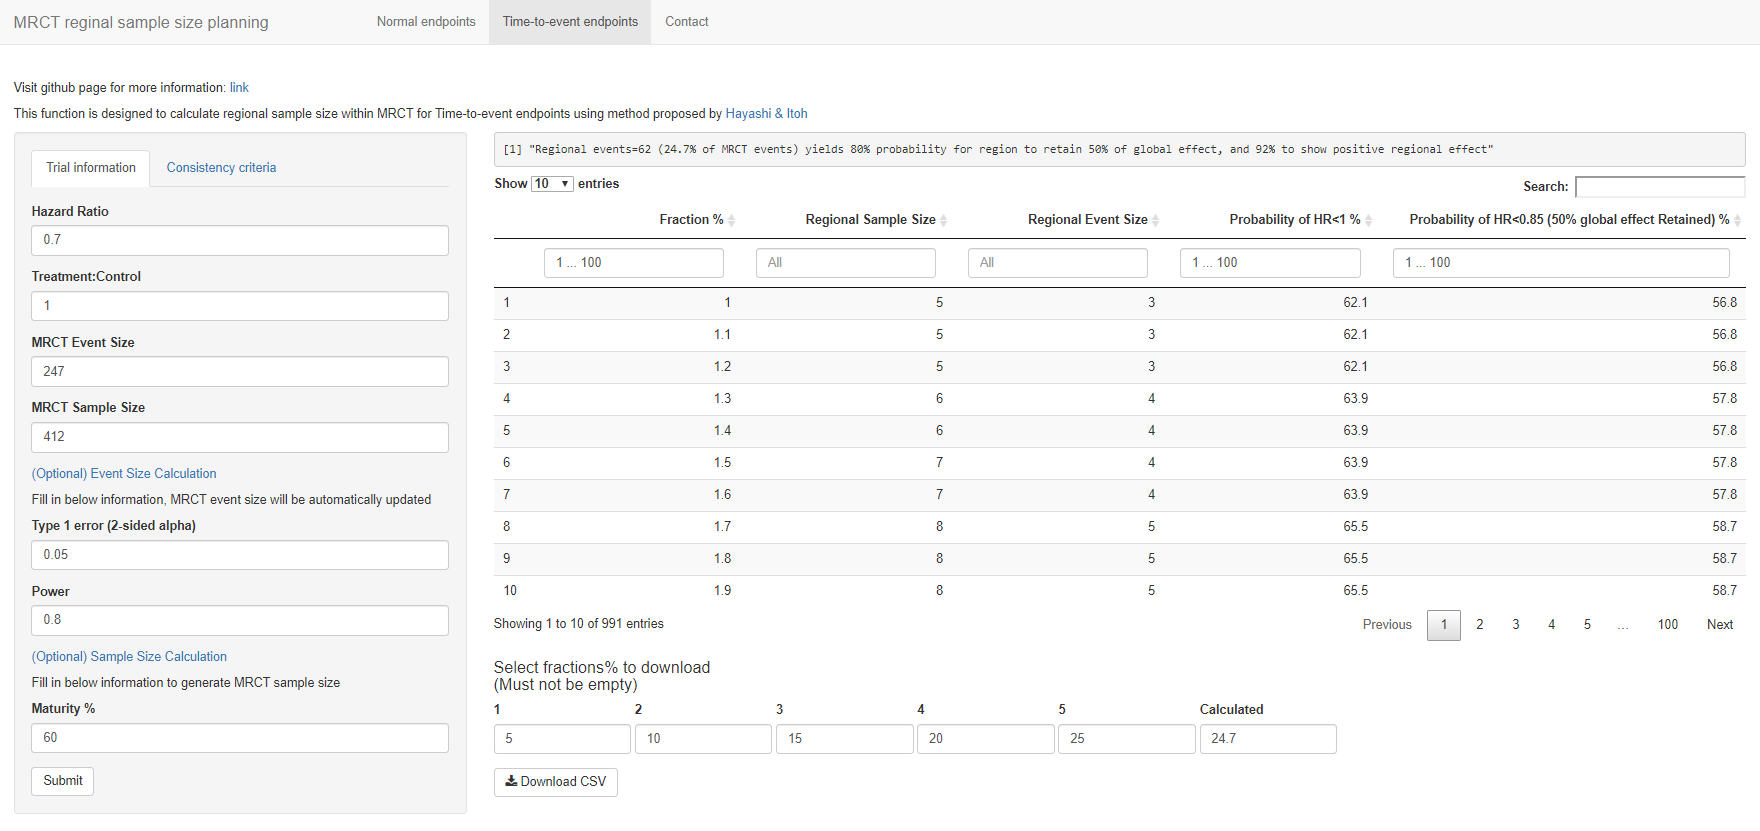 MRCT reginal sample size planning
Normal endpoints
Time-to-event endpoints
Contact
Visit github page for more information: link
This function is designed to calculate regional sample size within MRCT for Time-to-event endpoints using method proposed by Hayashi & Itoh
Trial information
Consistency criteria
Hazard Ratio
0.7
Treatment:Control
1
MRCT Event Size
247
MRCT Sample Size
412
(Optional) Event Size Calculation
Fill in below information, MRCT event size will be automatically updated
Type 1 error (2-sided alpha)
0.05
Power
0.8
(Optional) Sample Size Calculation
Fill in below information to generate MRCT sample size
Maturity %
60
Submit
[1] "Regional events=62 (24.7% of MRCT events) yields 80% probability for region to retain 50% of global effect, and 92% to show positive regional effect"
Show 10 entries
Search:
Fraction % Regional Sample Size Regional Event Size Probability of HR<1 % Probability of HR<0.85 (50% global effect Retained) %
1 ... 100 All All 1 ... 100 1 ... 100
1 1 5 3 62.1 56.8
2 1.1 5 3 62.1 56.8
3 1.2 5 3 62.1 56.8
4 1.3 6 4 63.9 57.8
5 1.4 6 4 63.9 57.8
6 1.5 7 4 63.9 57.8
7 1.6 7 4 63.9 57.8
8 1.7 8 5 65.5 58.7
9 1.8 8 5 65.5 58.7
10 1.9 8 5 65.5 58.7
Showing 1 to 10 of 991 entries
Previous 1 2 3 4 5 ... 100 Next
Select fractions% to download
(Must not be empty)
1 2 3 4 5 Calculated
5 10 15 20 25 24.7
Download CSV